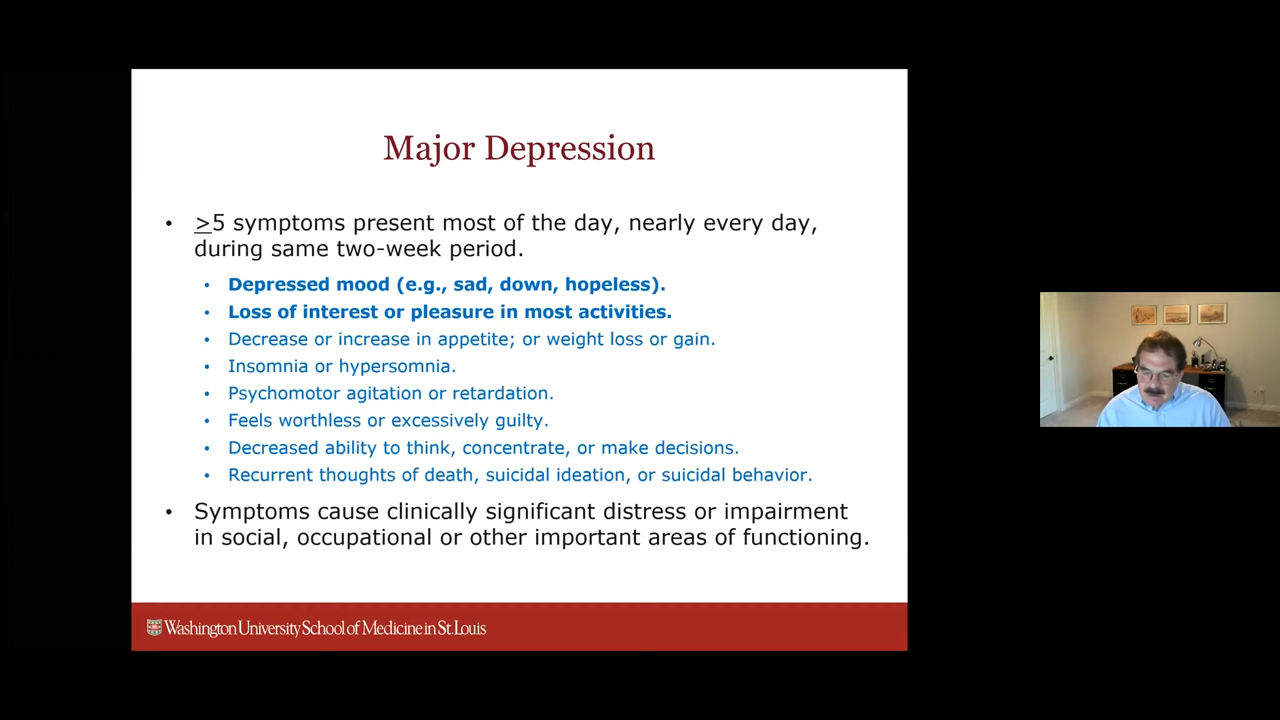 Major Depression
• >5 symptoms present most of the day, nearly every day,
during same two-week period.
• Depressed mood (e.g., sad, down, hopeless).
• Loss of interest or pleasure in most activities.
• Decrease or increase in appetite; or weight loss or gain.
• Insomnia or hypersomnia.
• Psychomotor agitation or retardation.
• Feels worthless or excessively guilty.
• Decreased ability to think, concentrate, or make decisions.
• Recurrent thoughts of death, suicidal ideation, or suicidal behavior.
• Symptoms cause clinically significant distress or impairment
in social, occupational or other important areas of functioning.
Washington University School of Medicine in St. Louis